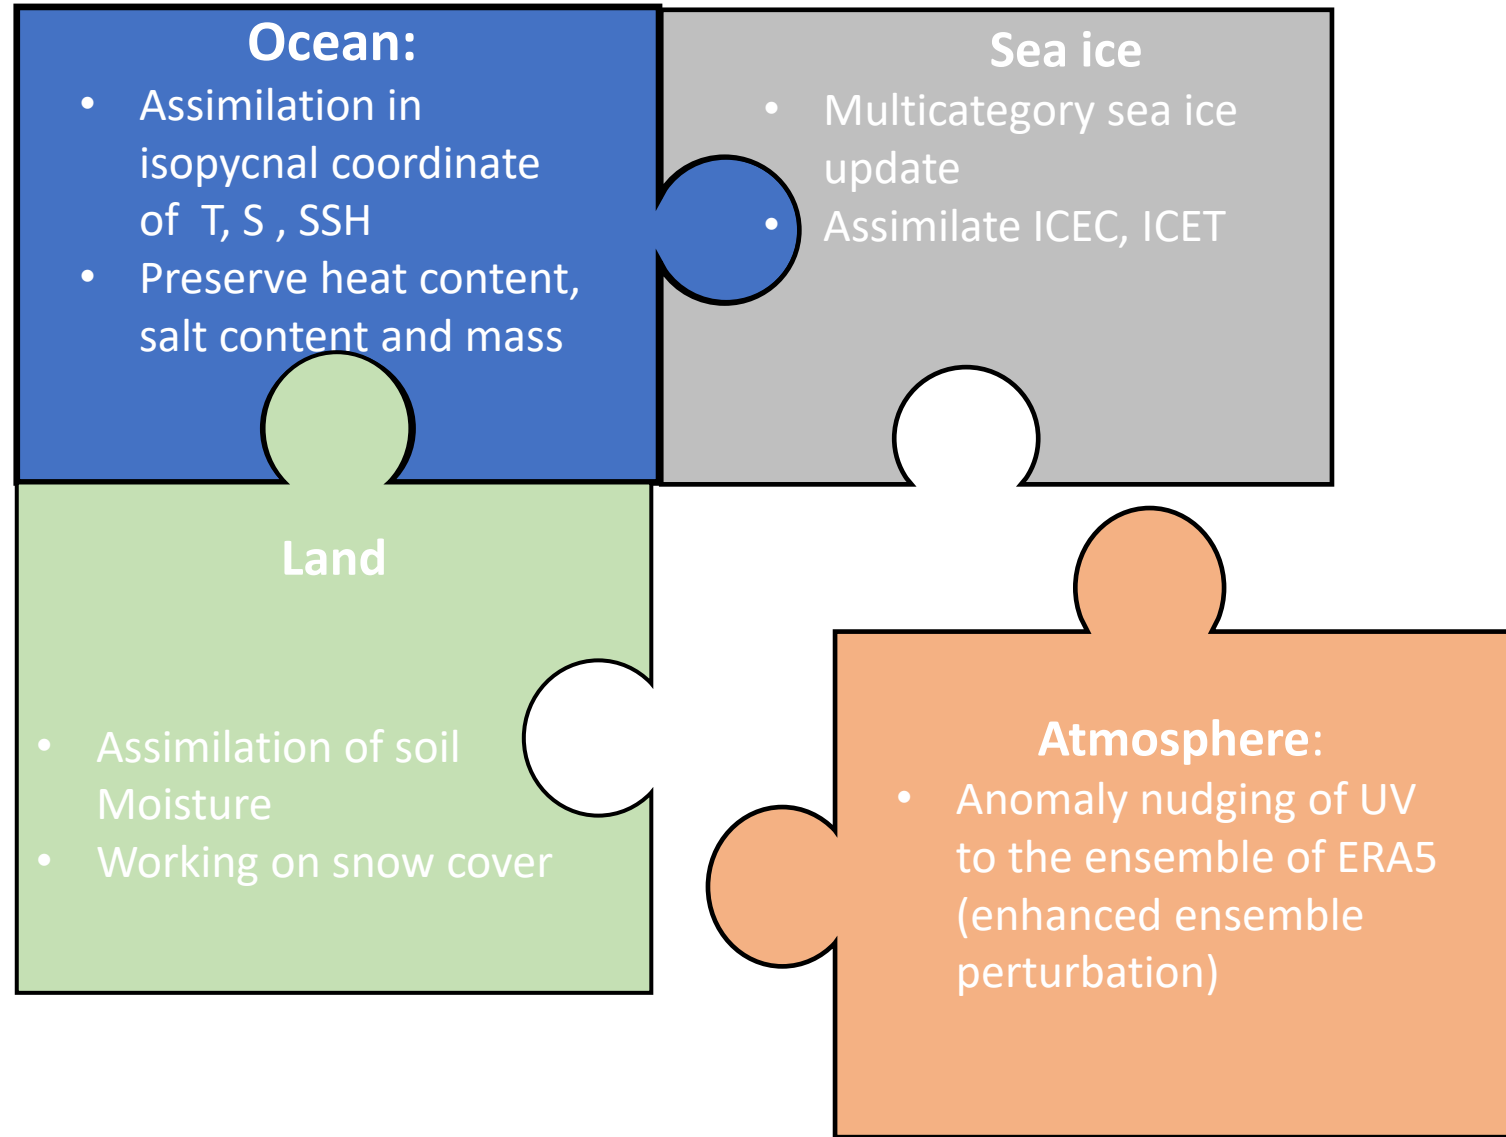 Ocean:
• Assimilation in
isopycnal coordinate
of T, S , SSH
• Preserve heat content,
salt content and mass
Sea ice
• Multicategory sea ice
update
• Assimilate ICEC, ICET
Land
• Assimilation of soil
Moisture
• Working on snow cover
Atmosphere:
• Anomaly nudging of UV
to the ensemble of ERA5
(enhanced ensemble
perturbation)